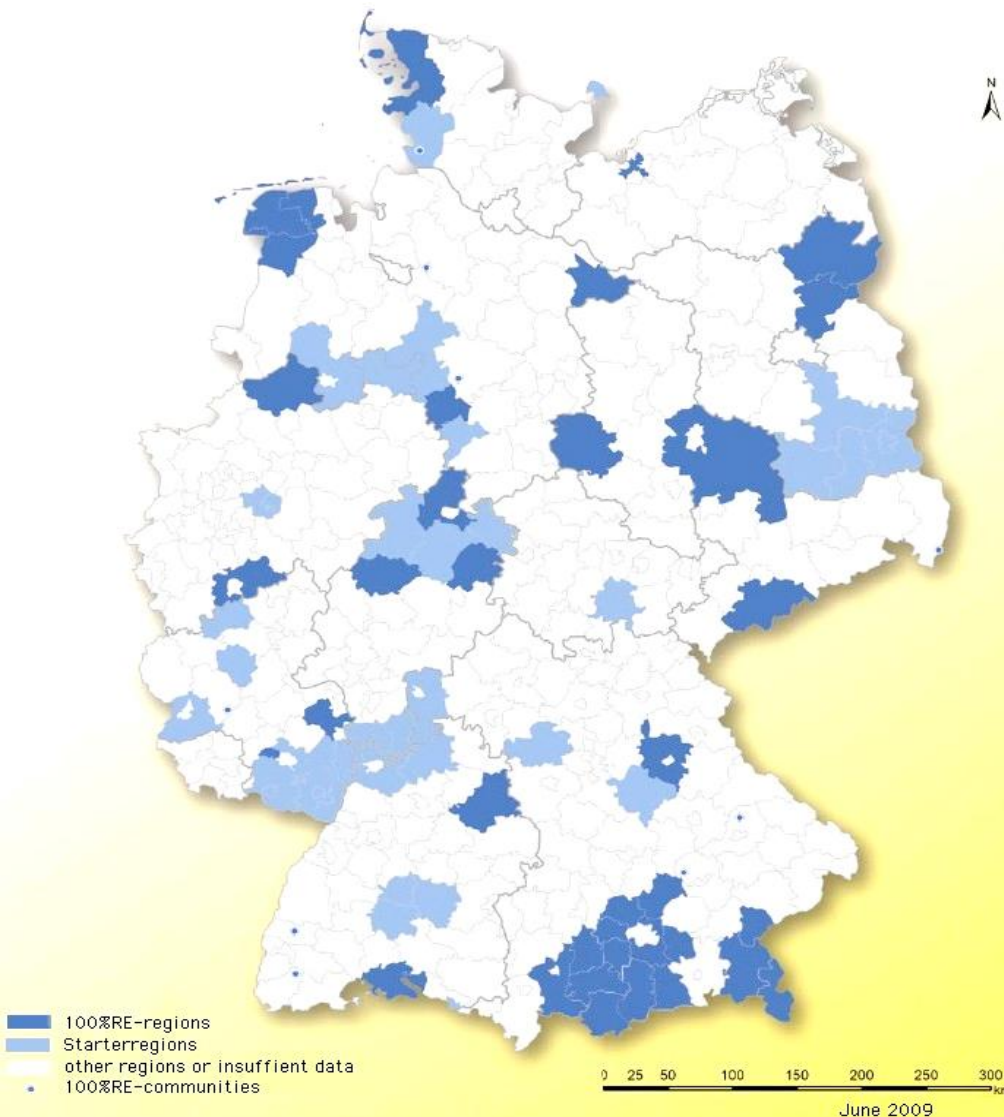 N
100%RE-regions
Starterregions
other regions or insuffient data
100%RE-communities
0 25 50 100 150 200 250 300
km
June 2009